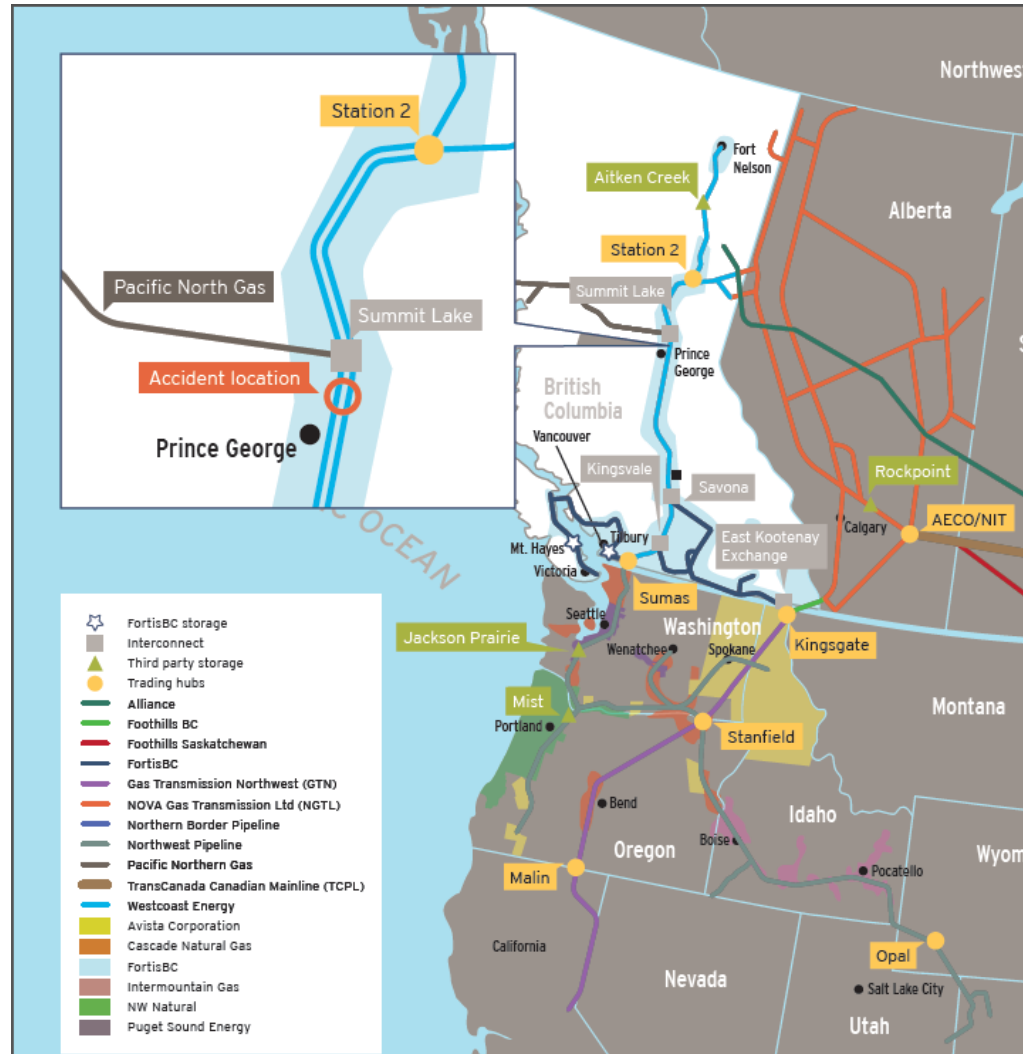 Northwes
Station 2
Fort
Nelson
Aitken Creek
Alberta
Station 2
Pacific North Gas
Summit Lake
Summit Lake
Accident location
Prince
George
Prince George
British
Columbia
Vancouver
Kingsvale
Savona
Rockpoint
C OCEAN
Calgary
AECO/NIT
Tilbury
East Kootenay
Exchange
Mt. Hayes
Victoria
Sumas
Seattle
Washington
Kingsgate
Jackson Prairie
Wenatchee
Spokane
Mist
Montana
Portland
Stanfield
Bend
Idaho
Boise
Oregon
Wyom
Malin
Pocatello
California
Opal
Nevada
Salt Lake City
Utah
FortisBC storage
Interconnect
Third party storage
Trading hubs
Alliance
Foothills BC
Foothills Saskatchewan
FortisBC
Gas Transmission Northwest (GTN)
NOVA Gas Transmission Ltd (NGTL)
Northern Border Pipeline
Northwest Pipeline
Pacific Northern Gas
TransCanada Canadian Mainline (TCPL)
Westcoast Energy
Avista Corporation
Cascade Natural Gas
FortisBC
Intermountain Gas
NW Natural
Puget Sound Energy